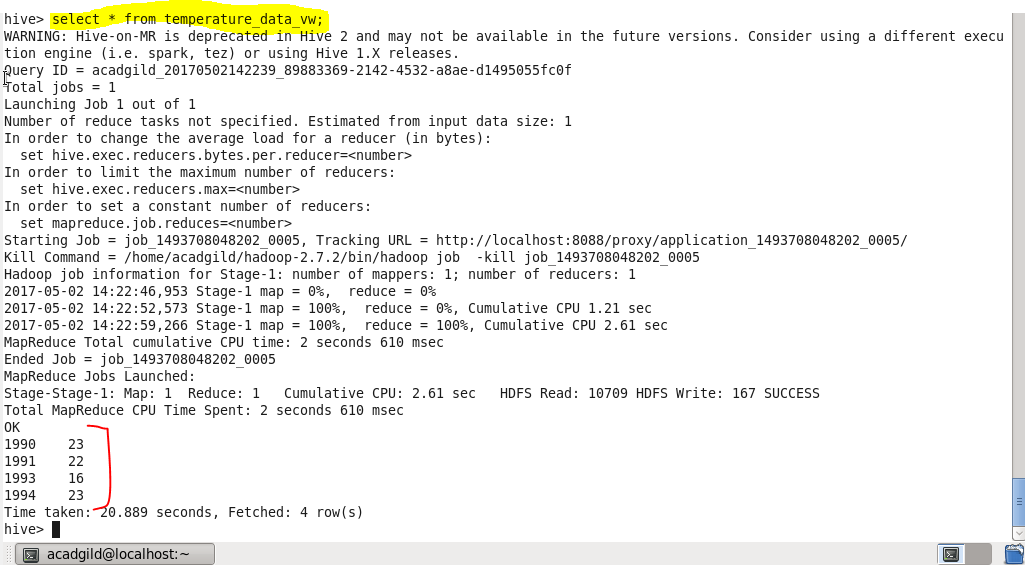 hive> select * from temperature_data_vw;
WARNING: Hive-on-MR is deprecated in Hive 2 and may not be available in the future versions. Consider using a different execu
tion engine (i.e. spark, tez) or using Hive 1.X releases.
Query ID = acadgild_20170502142239_89883369-2142-4532-a8ae-d1495055fc0f
Total jobs = 1
Launching Job 1 out of 1
Number of reduce tasks not specified. Estimated from input data size: 1
In order to change the average load for a reducer (in bytes):
  set hive.exec.reducers.bytes.per.reducer=<number>
In order to limit the maximum number of reducers:
  set hive.exec.reducers.max=<number>
In order to set a constant number of reducers:
  set mapreduce.job.reduces=<number>
Starting Job = job_1493708048202_0005, Tracking URL = http://localhost:8088/proxy/application_1493708048202_0005/
Kill Command = /home/acadgild/hadoop-2.7.2/bin/hadoop job  -kill job_1493708048202_0005
Hadoop job information for Stage-1: number of mappers: 1; number of reducers: 1
2017-05-02 14:22:46,953 Stage-1 map = 0%,  reduce = 0%
2017-05-02 14:22:52,573 Stage-1 map = 100%,  reduce = 0%, Cumulative CPU 1.21 sec
2017-05-02 14:22:59,266 Stage-1 map = 100%,  reduce = 100%, Cumulative CPU 2.61 sec
MapReduce Total cumulative CPU time: 2 seconds 610 msec
Ended Job = job_1493708048202_0005
MapReduce Jobs Launched:
Stage-Stage-1: Map: 1  Reduce: 1   Cumulative CPU: 2.61 sec   HDFS Read: 10709 HDFS Write: 167 SUCCESS
Total MapReduce CPU Time Spent: 2 seconds 610 msec
OK
1990    23
1991    22
1993    16
1994    23
Time taken: 20.889 seconds, Fetched: 4 row(s)
hive>
acadgild@localhost:~